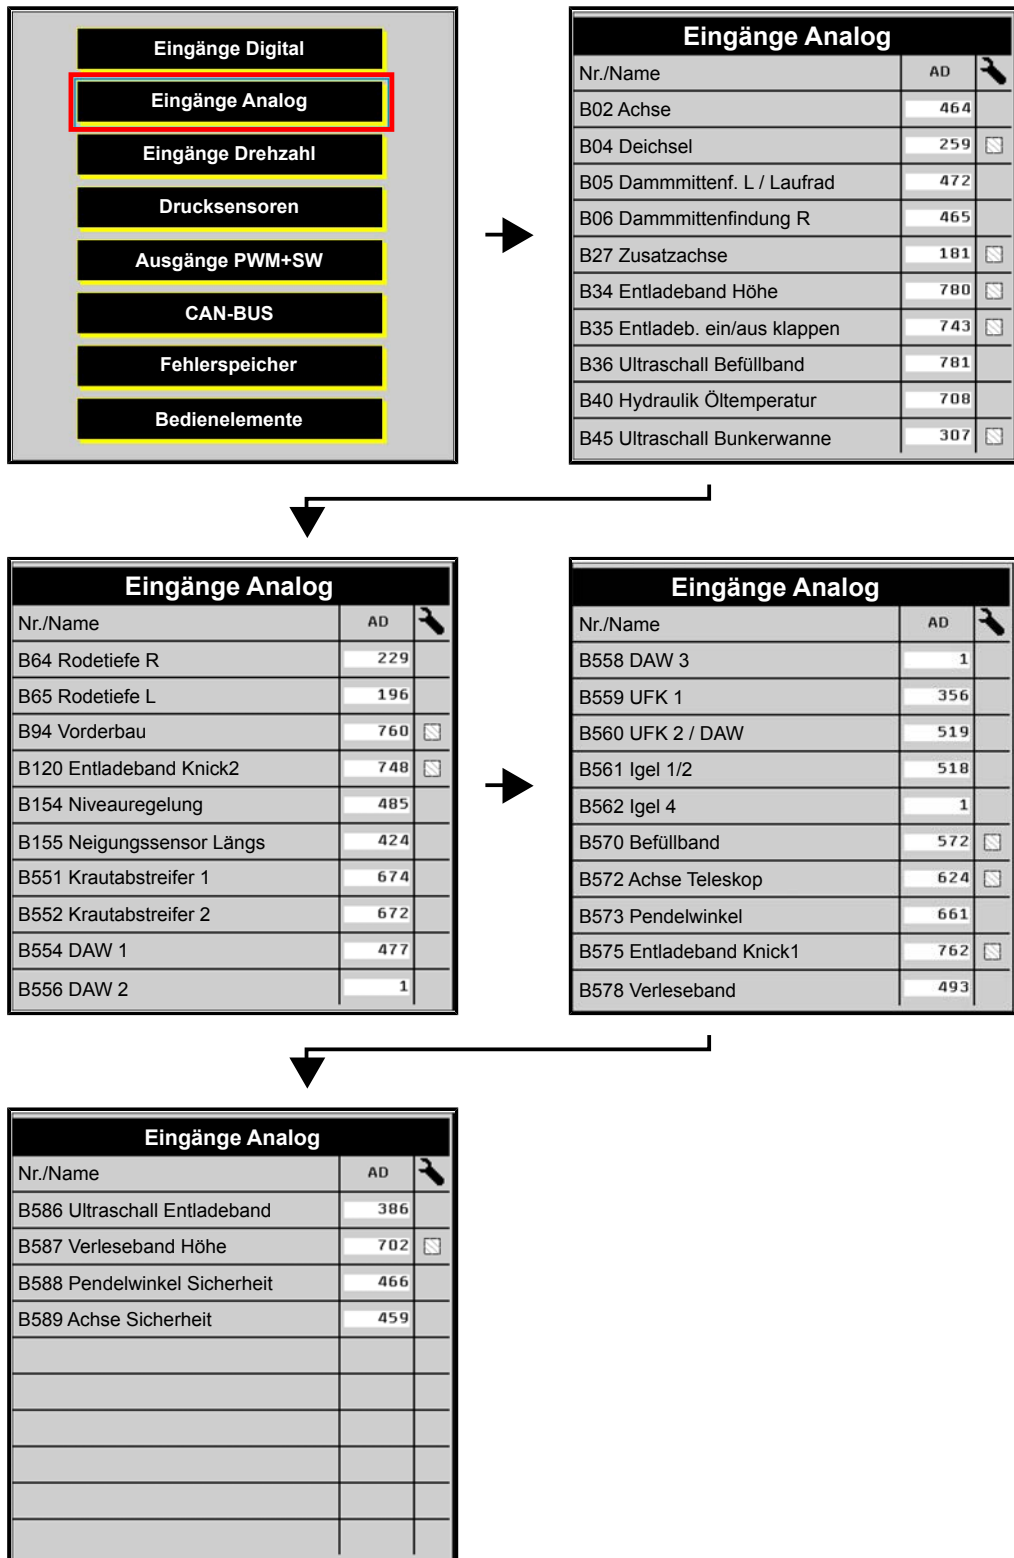 Eingänge Digital
Eingänge Analog
Eingänge Drehzahl
Drucksensoren
Ausgänge PWM+SW
CAN-BUS
Fehlerspeicher
Bedienelemente
Eingänge Analog
Nr./Name AD
B02 Achse 464
B04 Deichsel 259
B05 Dammmittenf. L / Laufrad 472
B06 Dammmittenfindung R 465
B27 Zusatzachse 181
B34 Entladeband Höhe 780
B35 Entladeb. ein/aus klappen 743
B36 Ultraschall Befüllband 781
B40 Hydraulik Öltemperatur 708
B45 Ultraschall Bunkerwanne 307
Eingänge Analog
Nr./Name AD
B64 Rodetiefe R 229
B65 Rodetiefe L 196
B94 Vorderbau 760
B120 Entladeband Knick2 748
B154 Niveauregelung 485
B155 Neigungssensor Längs 424
B551 Krautabstreifer 1 674
B552 Krautabstreifer 2 672
B554 DAW 1 477
B556 DAW 2 1
Eingänge Analog
Nr./Name AD
B558 DAW 3 1
B559 UFK 1 356
B560 UFK 2 / DAW 519
B561 Igel 1/2 518
B562 Igel 4 1
B570 Befüllband 572
B572 Achse Teleskop 624
B573 Pendelwinkel 661
B575 Entladeband Knick1 762
B578 Verleseband 493
Eingänge Analog
Nr./Name AD
B586 Ultraschall Entladeband 386
B587 Verleseband Höhe 702
B588 Pendelwinkel Sicherheit 466
B589 Achse Sicherheit 459